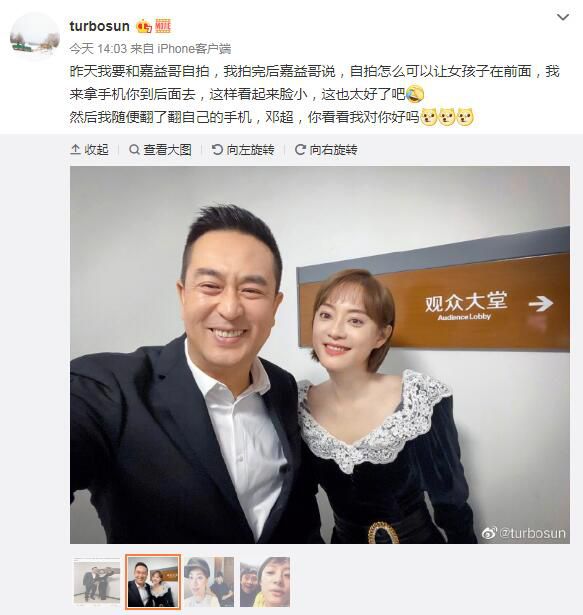 turbosun
今天 14:03 来自 iPhone客户端
昨天我要和嘉益哥自拍，我拍完后嘉益哥说，自拍怎么可以让女孩子在前面，我
来拿手机你到后面去，这样看起来脸小，这也太好了吧
然后我随便翻了翻自己的手机，邓超，你看看我对你好吗
收起 查看大图 向左旋转 向右旋转
观众大堂
Audience Lobby
@turbosun